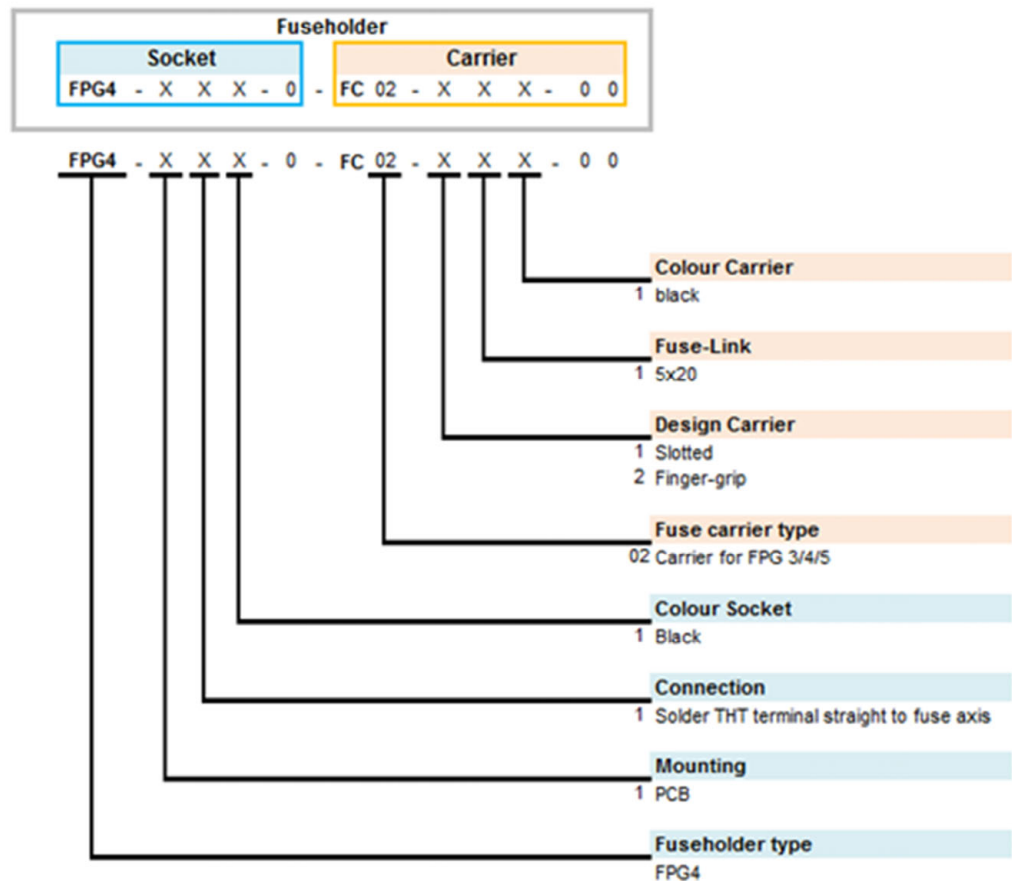 Fuseholder
Socket Carrier
FPG4 - X X X - 0 - FC 02 - X X X - 0 0
FPG4 - X X X - 0 - FC 02 - X X X - 0 0
Colour Carrier
1 black
Fuse-Link
1 5x20
Design Carrier
1 Slotted
2 Finger-grip
Fuse carrier type
02 Carrier for FPG 3/4/5
Colour Socket
1 Black
Connection
1 Solder THT terminal straight to fuse axis
Mounting
1 PCB
Fuseholder type
FPG4